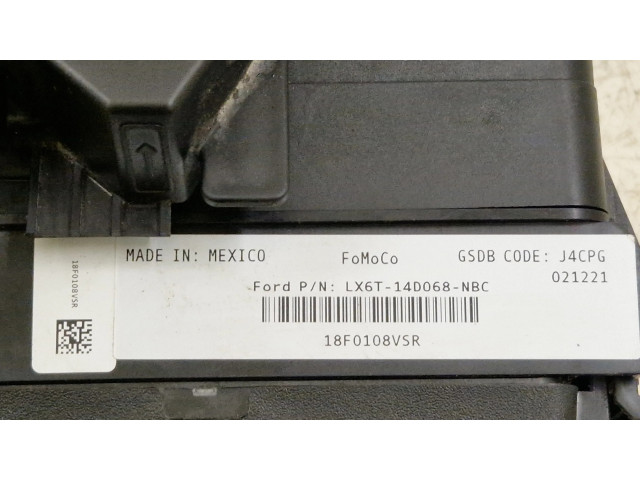 MADE IN: MEXICO FoMoCo GSDB CODE: J4CPG
021221
Ford P/N: LX6T-14D068-NBC
18F0108VSR
18F0108VSR